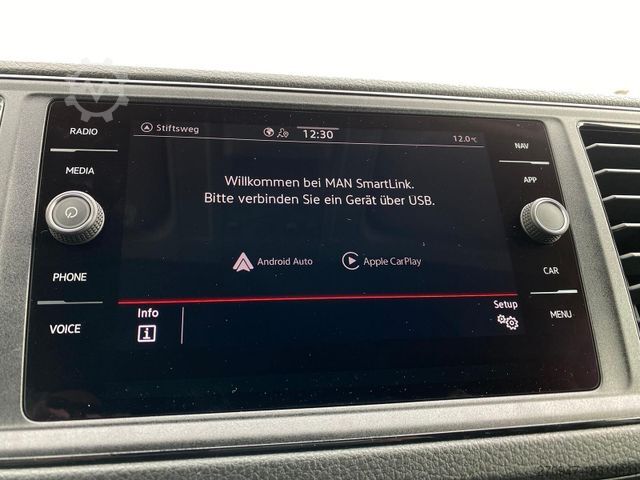 RADIO
MEDIA
PHONE
VOICE
Stiftsweg
12:30
12.0°C
Willkommen bei MAN SmartLink.
Bitte verbinden Sie ein Gerät über USB.
Android Auto
Apple CarPlay
Info
Setup
NAV
APP
CAR
MENU